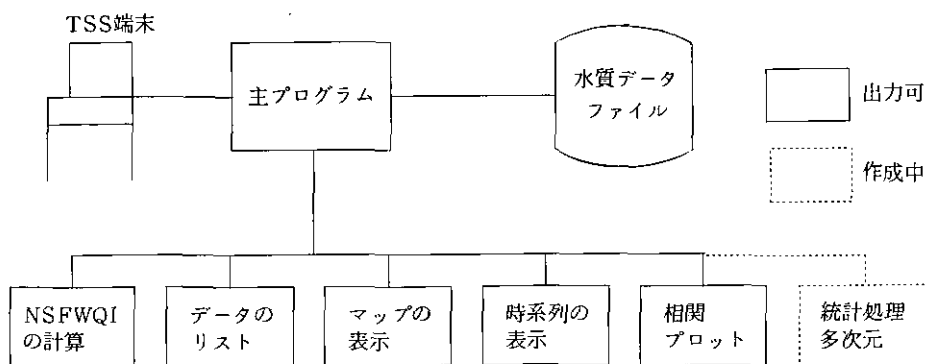 TSS端末
主プログラム
水質データ
ファイル
出力可
作成中
NSFWQI
の計算
データの
リスト
マップの
表示
時系列の
表示
相関
プロット
統計処理
多次元